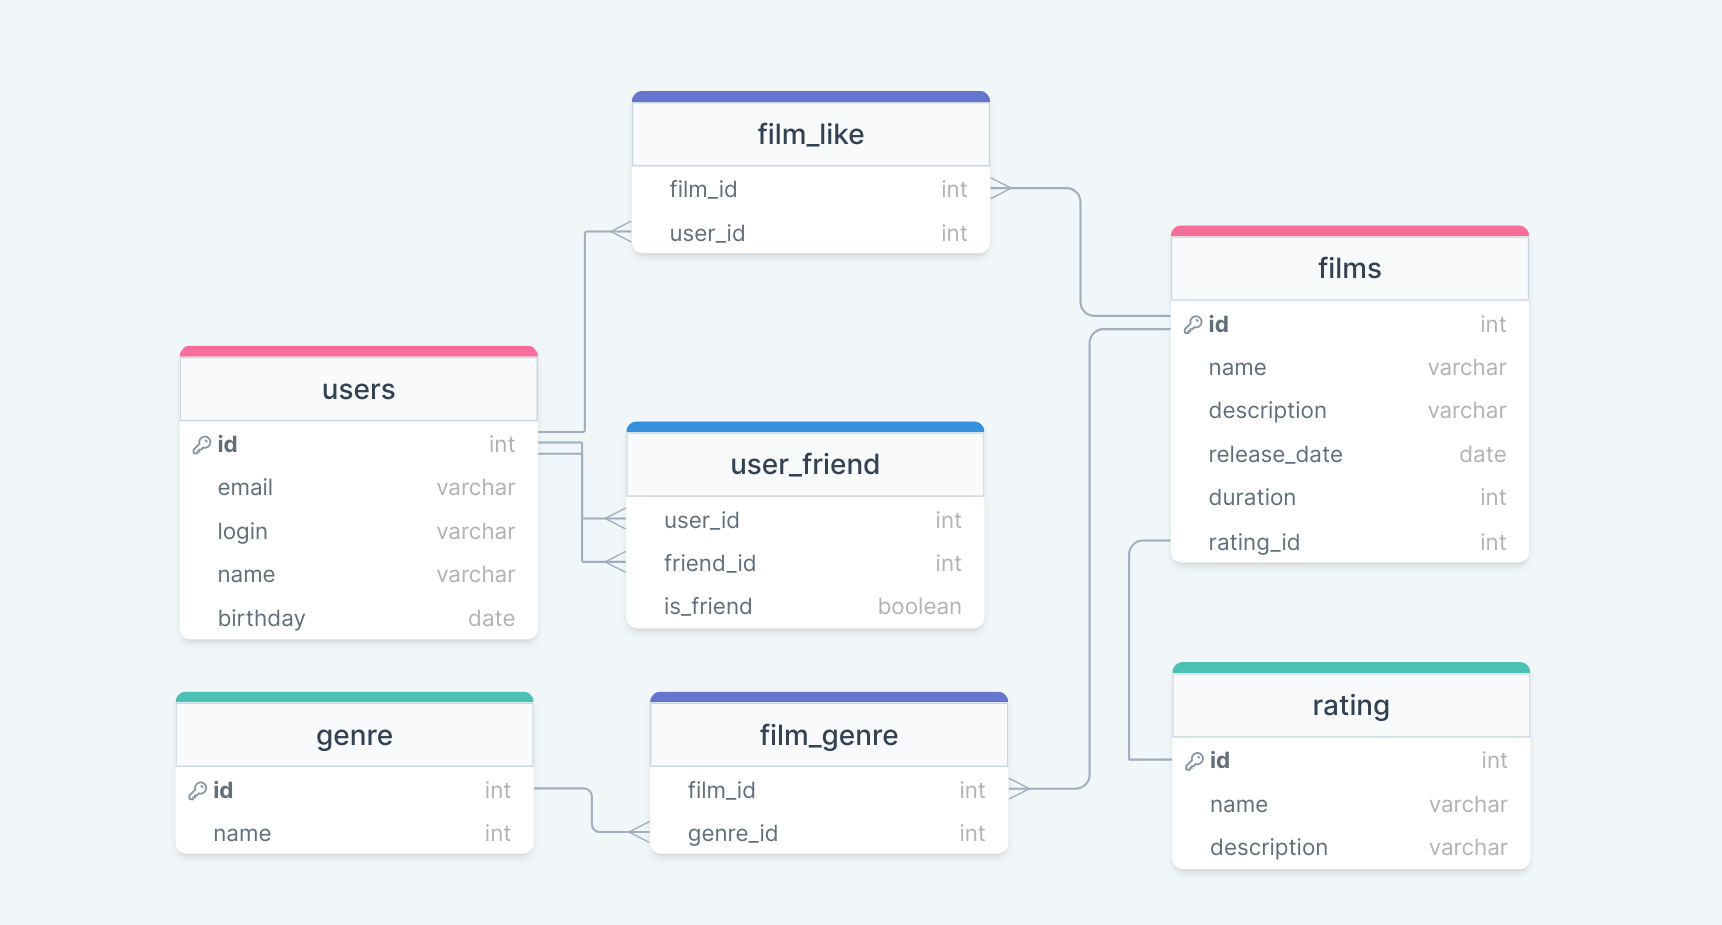 film_like
film_id int
user_id int
films
id int
name varchar
description varchar
release_date date
duration int
rating_id int
users
id int
email varchar
login varchar
name varchar
birthday date
user_friend
user_id int
friend_id int
is_friend boolean
genre
id int
name int
film_genre
film_id int
genre_id int
rating
id int
name varchar
description varchar